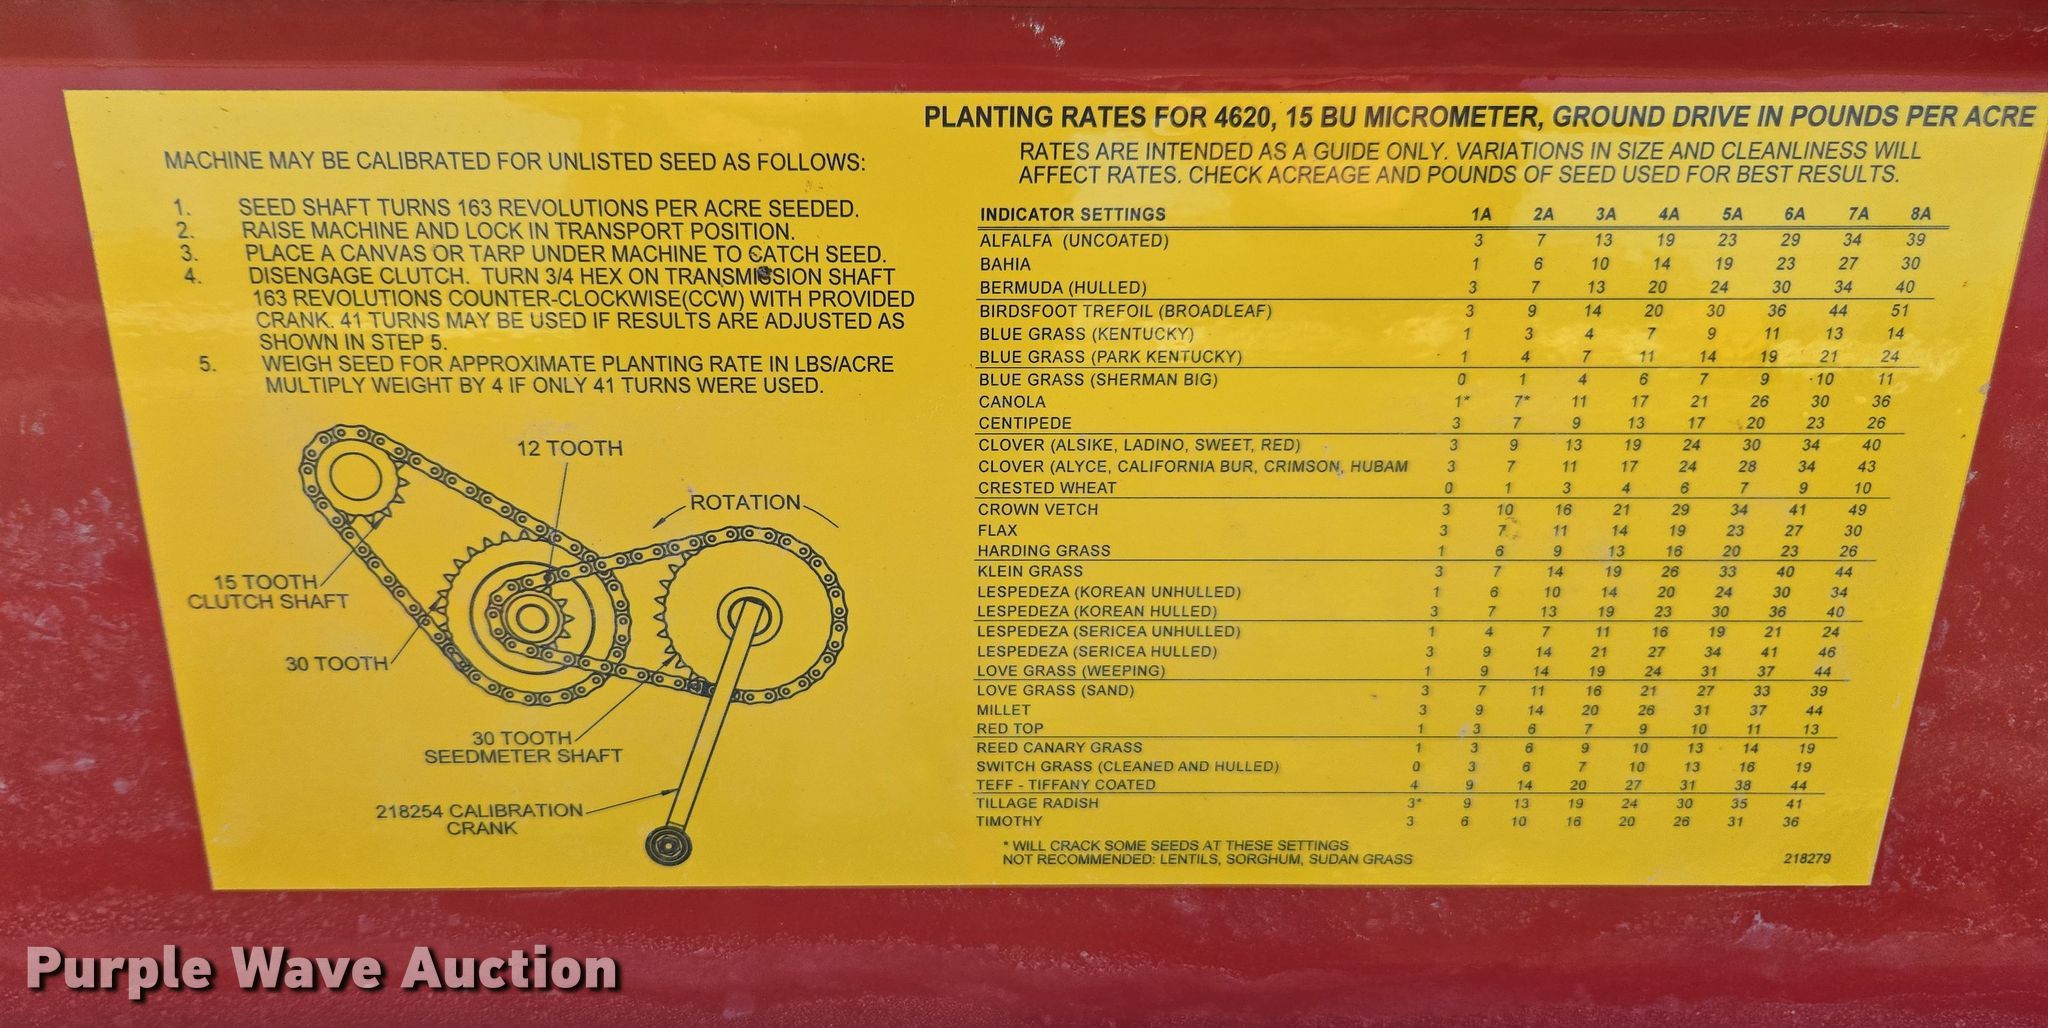 PLANTING RATES FOR 4620, 15 BU MICROMETER, GROUND DRIVE IN POUNDS PER ACRE
RATES ARE INTENDED AS A GUIDE ONLY. VARIATIONS IN SIZE AND CLEANLINESS WILL
AFFECT RATES. CHECK ACREAGE AND POUNDS OF SEED USED FOR BEST RESULTS.
MACHINE MAY BE CALIBRATED FOR UNLISTED SEED AS FOLLOWS:
1. SEED SHAFT TURNS 163 REVOLUTIONS PER ACRE SEEDED.
2. RAISE MACHINE AND LOCK IN TRANSPORT POSITION.
3. PLACE A CANVAS OR TARP UNDER MACHINE TO CATCH SEED.
4. DISENGAGE CLUTCH. TURN 3/4 HEX ON TRANSMISSION SHAFT
163 REVOLUTIONS COUNTER-CLOCKWISE(CCW) WITH PROVIDED
CRANK. 41 TURNS MAY BE USED IF RESULTS ARE ADJUSTED AS
SHOWN IN STEP 5.
5. WEIGH SEED FOR APPROXIMATE PLANTING RATE IN LBS/ACRE
MULTIPLY WEIGHT BY 4 IF ONLY 41 TURNS WERE USED.
12 TOOTH
ROTATION
15 TOOTH
CLUTCH SHAFT
30 TOOTH
30 TOOTH
SEEDMETER SHAFT
218254 CALIBRATION
CRANK
INDICATOR SETTINGS 1A 2A 3A 4A 5A 6A 7A 8A
ALFALFA (UNCOATED) 3 7 13 19 23 29 34 39
BAHIA 1 6 10 14 19 23 27 30
BERMUDA (HULLED) 3 7 13 20 24 30 34 40
BIRDSFOOT TREFOIL (BROADLEAF) 3 9 14 20 30 36 44 51
BLUE GRASS (KENTUCKY) 1 3 4 7 9 11 13 14
BLUE GRASS (PARK KENTUCKY) 1 4 7 11 14 19 21 24
BLUE GRASS (SHERMAN BIG) 0 1 4 6 7 9 10 11
CANOLA 1* 7* 11 17 21 26 30 36
CENTIPEDE 3 7 9 13 17 20 23 26
CLOVER (ALSIKE, LADINO, SWEET, RED) 3 9 13 19 24 30 34 40
CLOVER (ALYCE, CALIFORNIA BUR, CRIMSON, HUBAM 3 7 11 17 24 28 34 43
CRESTED WHEAT 0 1 3 4 6 7 9 10
CROWN VETCH 3 10 16 21 29 34 41 49
FLAX 3 7 11 14 19 23 27 30
HARDING GRASS 1 6 9 13 16 20 23 26
KLEIN GRASS 3 7 14 19 26 33 40 44
LESPEDEZA (KOREAN UNHULLED) 1 6 10 14 20 24 30 34
LESPEDEZA (KOREAN HULLED) 3 7 13 19 23 30 36 40
LESPEDEZA (SERICEA UNHULLED) 1 4 7 11 16 19 21 24
LESPEDEZA (SERICEA HULLED) 3 9 14 21 27 34 41 46
LOVE GRASS (WEEPING) 1 9 14 19 24 31 37 44
LOVE GRASS (SAND) 3 7 11 16 21 27 33 39
MILLET 3 9 14 20 26 31 37 44
RED TOP 1 3 6 7 9 10 11 13
REED CANARY GRASS 1 3 6 9 10 13 14 19
SWITCH GRASS (CLEANED AND HULLED) 0 3 6 7 10 13 16 19
TEFF - TIFFANY COATED 4 9 14 20 27 31 38 44
TILLAGE RADISH 3* 9 13 19 24 30 35 41
TIMOTHY 3 6 10 16 20 26 31 36
* WILL CRACK SOME SEEDS AT THESE SETTINGS
NOT RECOMMENDED: LENTILS, SORGHUM, SUDAN GRASS
218279
Purple Wave Auction